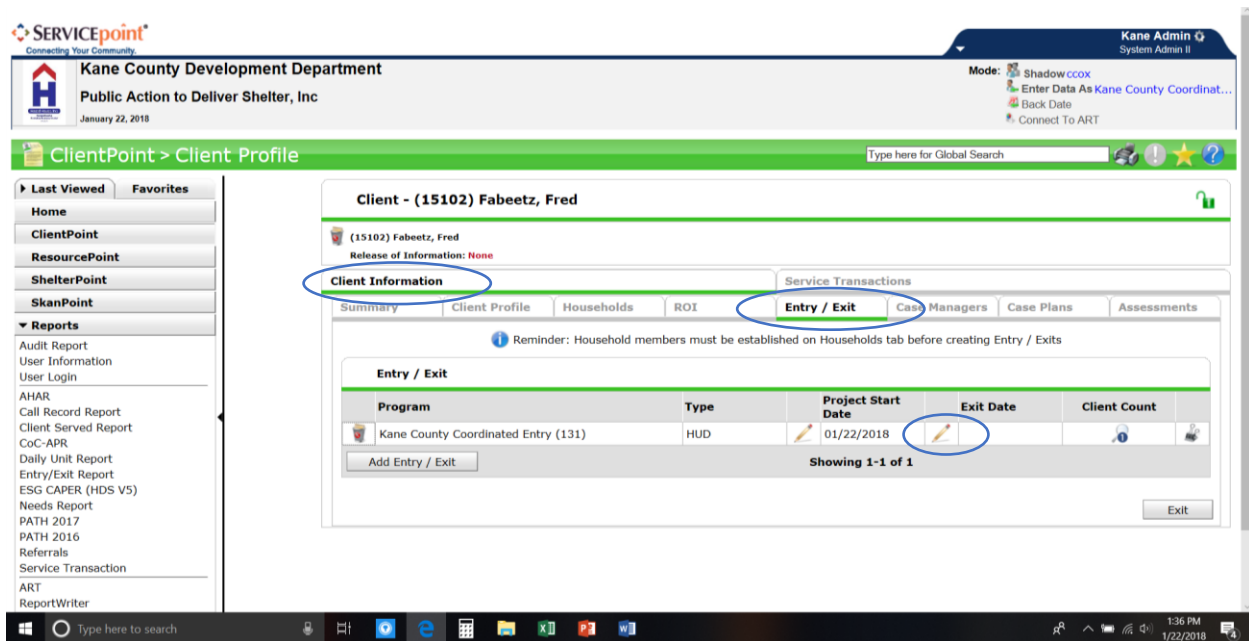 SERVICEpoint
Connecting Your Community.
Kane Admin
System Admin II
Kane County Development Department
Public Action to Deliver Shelter, Inc
January 22, 2018
Mode: Shadow ccox
Enter Data As Kane County Coordinat...
Back Date
Connect To ART
ClientPoint > Client Profile
Type here for Global Search
Last Viewed Favorites
Home
ClientPoint
ResourcePoint
ShelterPoint
SkanPoint
Reports
Audit Report
User Information
User Login
AHAR
Call Record Report
Client Served Report
CoC-APR
Daily Unit Report
Entry/Exit Report
ESG CAPER (HDS V5)
Needs Report
PATH 2017
PATH 2016
Referrals
Service Transaction
ART
ReportWriter
Client - (15102) Fabeetz, Fred
(15102) Fabeetz, Fred
Release of Information: None
Client Information Service Transactions
Summary Client Profile Households ROI Entry / Exit Case Managers Case Plans Assessments
Reminder: Household members must be established on Households tab before creating Entry / Exits
Entry / Exit
Program Type Project Start Date Exit Date Client Count
Kane County Coordinated Entry (131) HUD 01/22/2018
Add Entry / Exit Showing 1-1 of 1
Exit
Type here to search
1:36 PM
1/22/2018